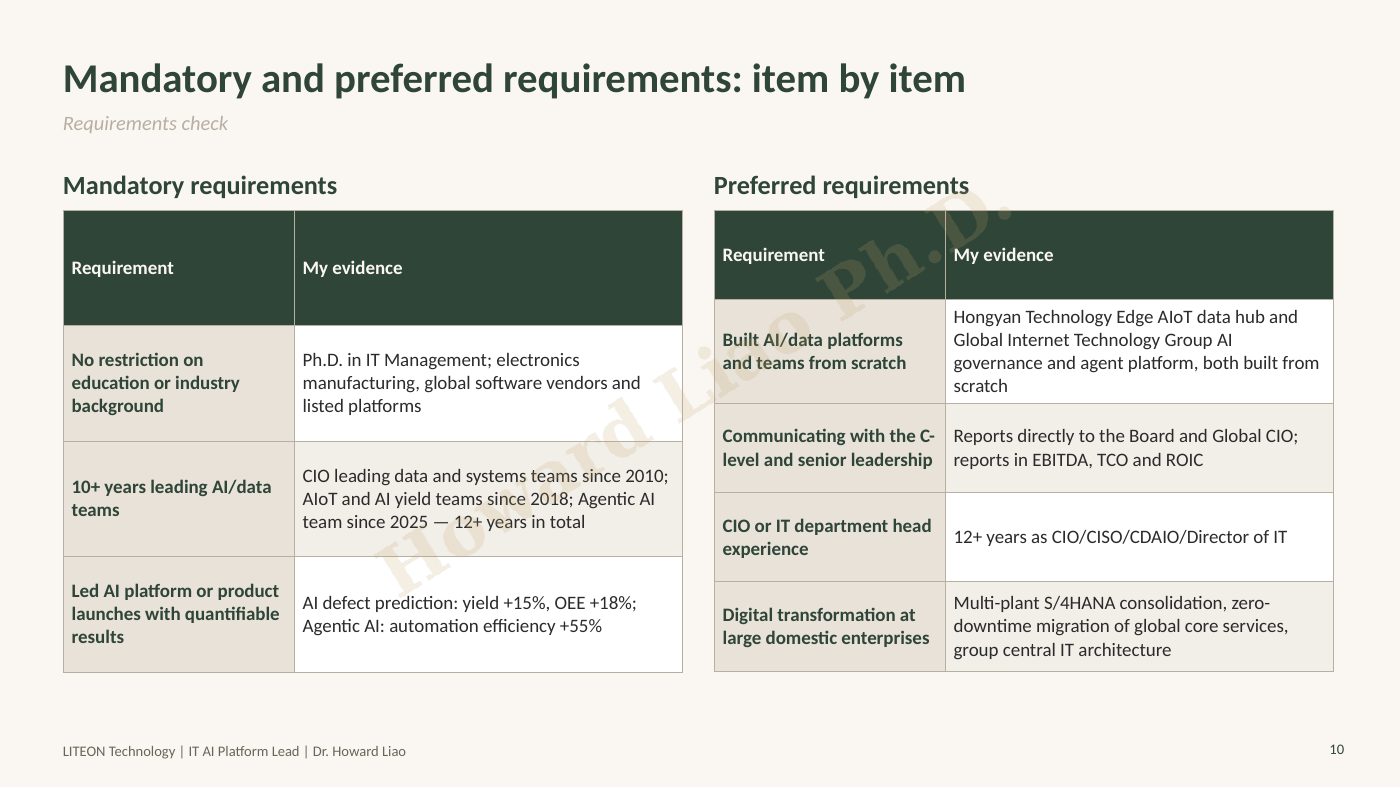 Mandatory and preferred requirements: item by item
Requirements check
Mandatory requirements
Requirement
My evidence
No restriction on
education or industry
background
Ph.D. in IT Management; electronics
manufacturing, global software vendors and
listed platforms
10+ years leading AI/data
teams
CIO leading data and systems teams since 2010;
AIoT and AI yield teams since 2018; Agentic AI
team since 2025 — 12+ years in total
Led AI platform or product
launches with quantifiable
results
AI defect prediction: yield +15%, OEE +18%;
Agentic AI: automation efficiency +55%
Preferred requirements
Requirement
My evidence
Built AI/data platforms
and teams from scratch
Hongyan Technology Edge AIoT data hub and
Global Internet Technology Group AI
governance and agent platform, both built from
scratch
Communicating with the C-
level and senior leadership
Reports directly to the Board and Global CIO;
reports in EBITDA, TCO and ROIC
CIO or IT department head
experience
12+ years as CIO/CISO/CDAIO/Director of IT
Digital transformation at
large domestic enterprises
Multi-plant S/4HANA consolidation, zero-
downtime migration of global core services,
group central IT architecture
Howard Liao Ph.D.
LITEON Technology | IT AI Platform Lead | Dr. Howard Liao
10